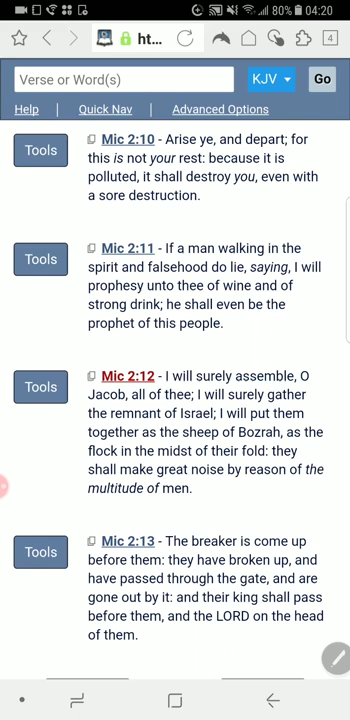 80% 04:20
ht...
4
Verse or Word(s) KJV Go
Help | Quick Nav | Advanced Options
Tools
Mic 2:10 - Arise ye, and depart; for
this is not your rest: because it is
polluted, it shall destroy you, even with
a sore destruction.
Tools
Mic 2:11 - If a man walking in the
spirit and falsehood do lie, saying, I will
prophesy unto thee of wine and of
strong drink; he shall even be the
prophet of this people.
Tools
Mic 2:12 - I will surely assemble, O
Jacob, all of thee; I will surely gather
the remnant of Israel; I will put them
together as the sheep of Bozrah, as the
flock in the midst of their fold: they
shall make great noise by reason of the
multitude of men.
Tools
Mic 2:13 - The breaker is come up
before them: they have broken up, and
have passed through the gate, and are
gone out by it: and their king shall pass
before them, and the LORD on the head
of them.